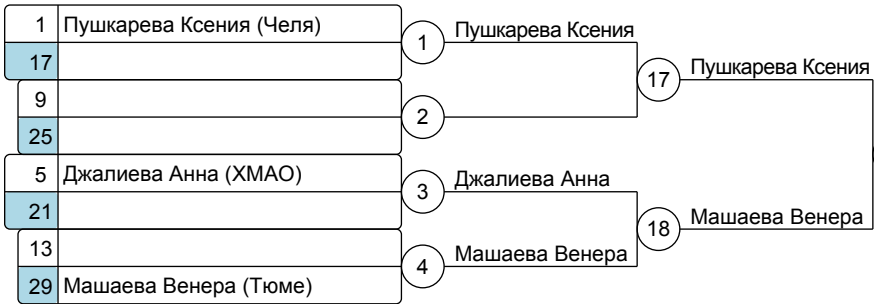 1 Пушкарева Ксения (Челя)
17
9
25
5 Джалиева Анна (ХМАО)
21
13
29 Машаева Венера (Тюме)
1 Пушкарева Ксения
2
3 Джалиева Анна
4 Машаева Венера
17 Пушкарева Ксения
18 Машаева Венера